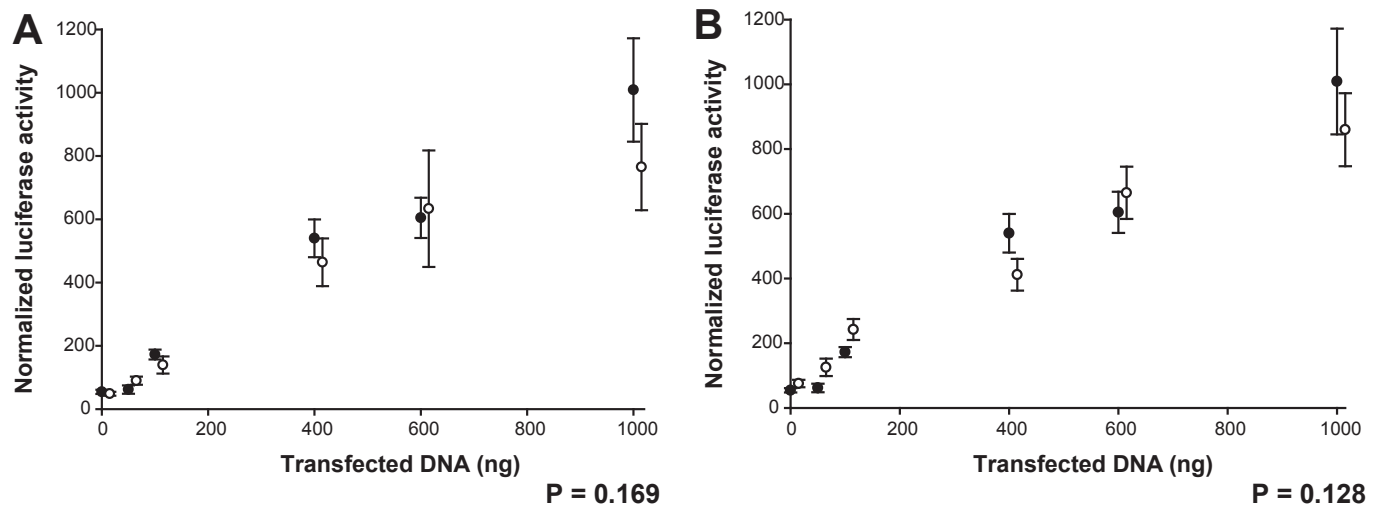 A
Normalized luciferase activity
1200
1000
800
600
400
200
0
0 200 400 600 800 1000
Transfected DNA (ng)
P = 0.169
B
Normalized luciferase activity
1200
1000
800
600
400
200
0
0 200 400 600 800 1000
Transfected DNA (ng)
P = 0.128